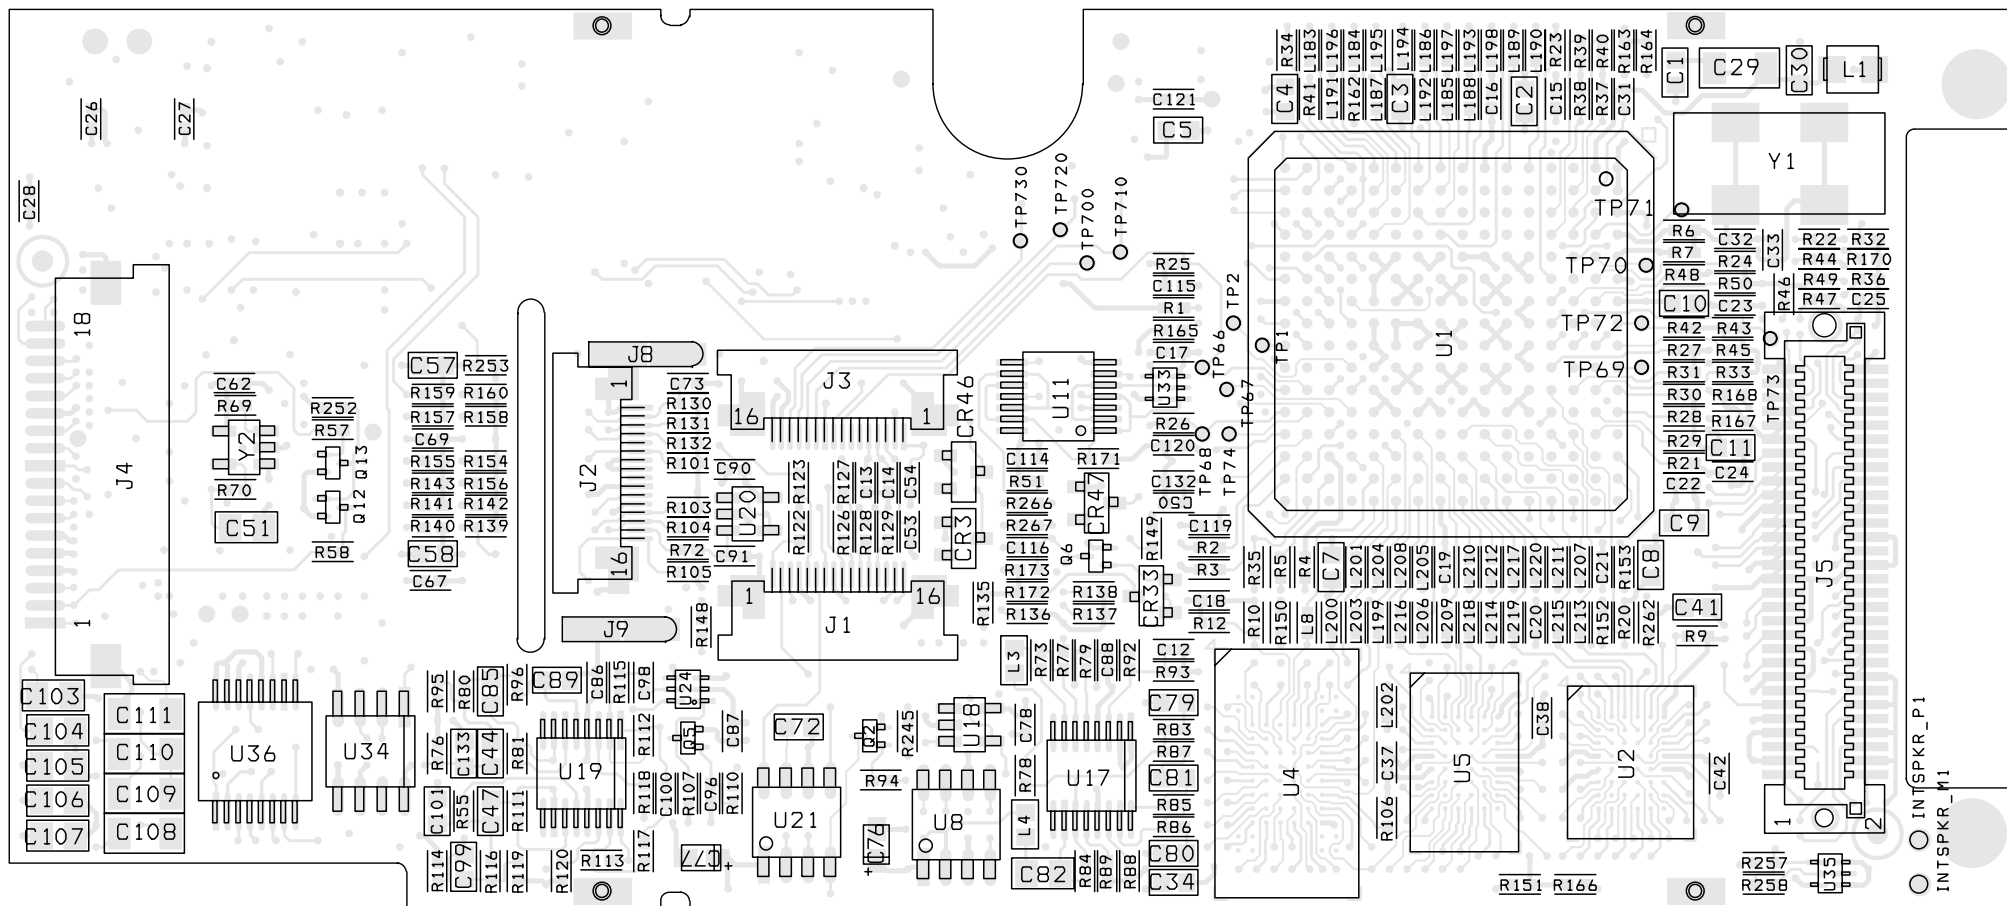 R34 L183 L196 L184 L195 L194 L186 L197 L193 L198 L189 L190 R23 R39 R40 R163 R164
C4 R41 L191 R162 L187 C3 L192 L185 L188 C16 C2 C15 R38 R37 C31
C1 C29 C30 L1
C26 C27 C28
C121
C5
Y1
TP730 TP720 TP700 TP710
TP71
TP70
TP72
TP69
U1
TP1
TP2
TP66
TP67
TP68 TP74
R6 R7 R48 C10 R42 R27 R31 R30 R28 R29 R21 C22 C9
C32 R24 R50 C23 R43 R45 R33 R168 R167 C11 C24
C33 R46
R22 R44 R49 R47
R32 R170 R36 C25
TP73
J5
1 2
R25 C115 R1 R165 C17 U33 R26 C120 C132 C50
18
J4
1
C62 R69 Y2 R70 C51
R252 R57 Q13 Q12 R58
C57 R159 R157 C69 R155 R143 R141 R140 C58 C67
R253 R160 R158 R154 R156 R142 R139
J8
1
J2
16
J9
C73 R130 R131 R132 R101 R103 R104 R72 R105
C90 U20 C91
R148
J3
16 1
R123 R127 C13 C14 C54
R122 R126 R128 R129 C53
1 16
J1
CR46 CR3
U11
C114 R51 R266 R267 C116 R173 R172 R136
R171 CR47 Q6 R138 R137
R135
R149 CR33
C119 R2 R3 C18 R12
R35 R5 R4 C7 L201 L204 L208 L205 C19 L210 L212 L217 L220 L211 L207 C21 R153 C8
R10 R150 L8 L200 L203 L199 L216 L206 L209 L218 L214 L219 C20 L215 L213 R152 R20 R262
C41 R9
L3 R73 R77 R79 C88 R92
C12 R93 C79 R83 R87 C81 R85 R86 C80 C34
C103 C104 C105 C106 C107
C111 C110 C109 C108
U36 U34
R95 R80 C85 R96 C89 C86 R115 C98 U24
R76 C133 C44 R81 U19 R112 Q5 C87 C72
C101 R55 C47 R111 R118 C100 R107 C96 R110
R114 C99 R116 R119 R120 R113 R117 C77 +
U21
Q2 R245 U18 C78
R94 U8 R78 L4 U17
C76 +
C82 R84 R89 R88
U4 L202 C37 R106 U5 C38 U2 C42
R151 R166
R257 R258 U35
INTSPKR_P1
INTSPKR_M1